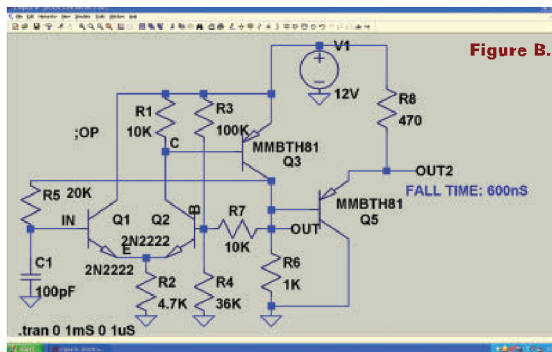 Figure B.
V1
12V
R1
10K
R3
100K
R8
470
;OP
C
MMBTH81
Q3
OUT2
FALL TIME: 600nS
R5
20K
IN
Q1
Q2
B
R7
10K
OUT
MMBTH81
Q5
2N2222
E
2N2222
C1
100pF
R2
4.7K
R4
36K
R6
1K
.tran 0 1mS 0 1uS